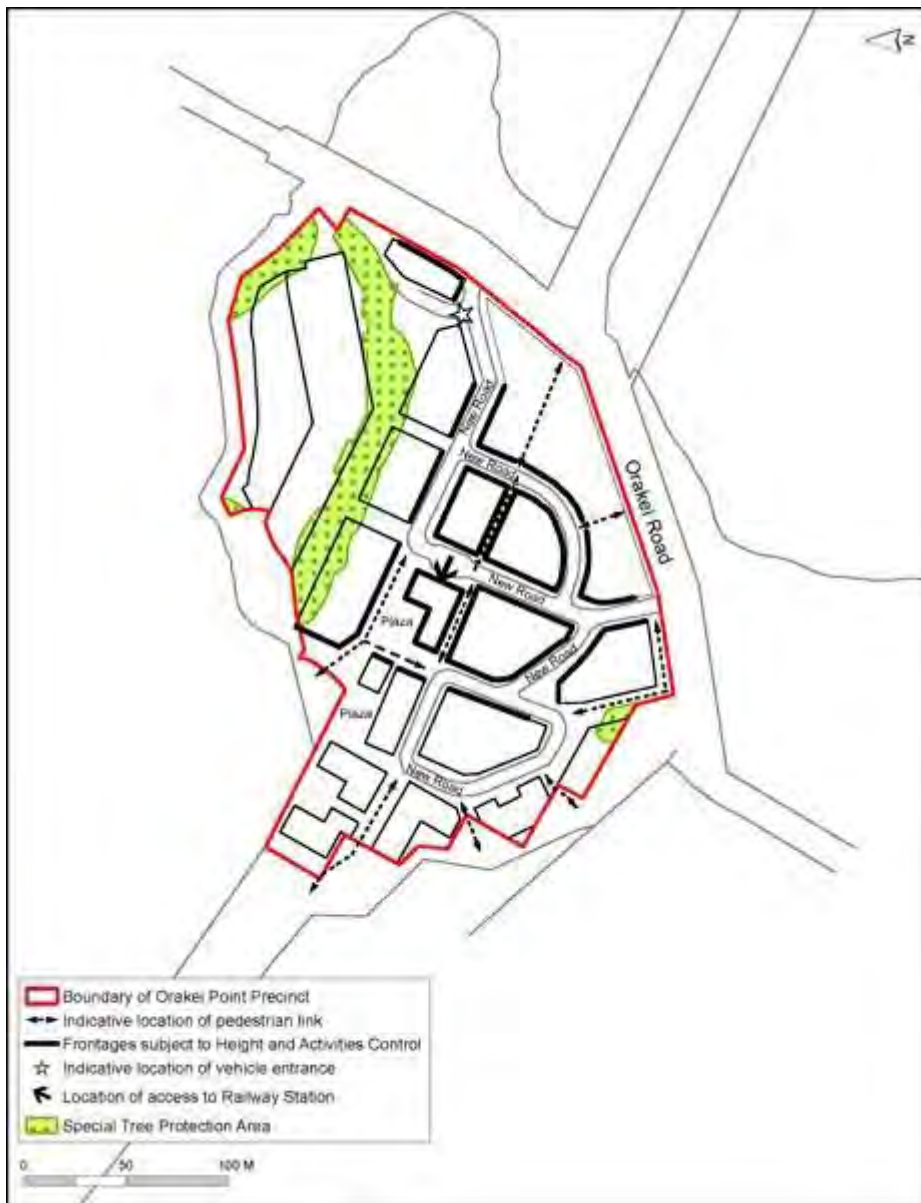 N
New Road
New Road
Orakei Road
New Road
Plaza
New Road
Plaza
New Road
Boundary of Orakei Point Precinct
Indicative location of pedestrian link
Frontages subject to Height and Activities Control
Indicative location of vehicle entrance
Location of access to Railway Station
Special Tree Protection Area
0 50 100 M